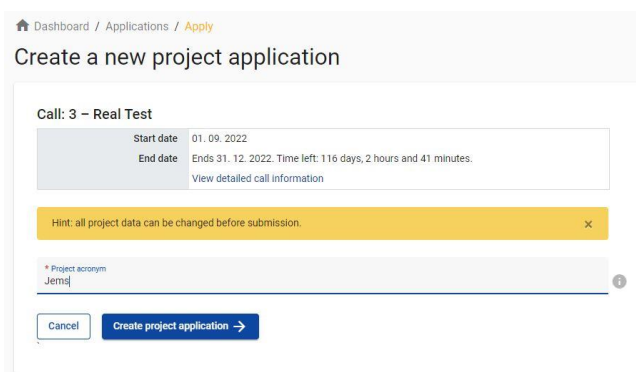 Dashboard / Applications / Apply
Create a new project application
Call: 3 – Real Test
Start date 01. 09. 2022
End date Ends 31. 12. 2022. Time left: 116 days, 2 hours and 41 minutes.
View detailed call information
Hint: all project data can be changed before submission. ×
* Project acronym
Jems
Cancel Create project application →